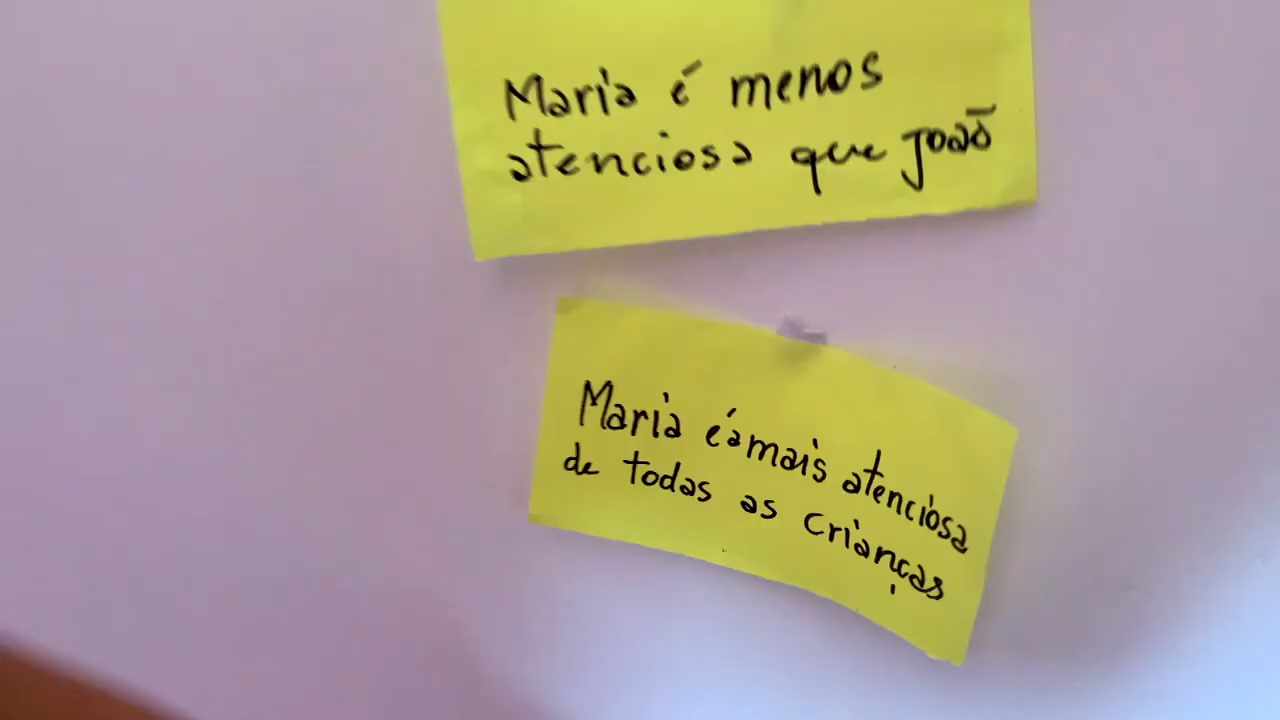 Maria é menos
atenciosa que João
Maria é a mais atenciosa
de todas as crianças